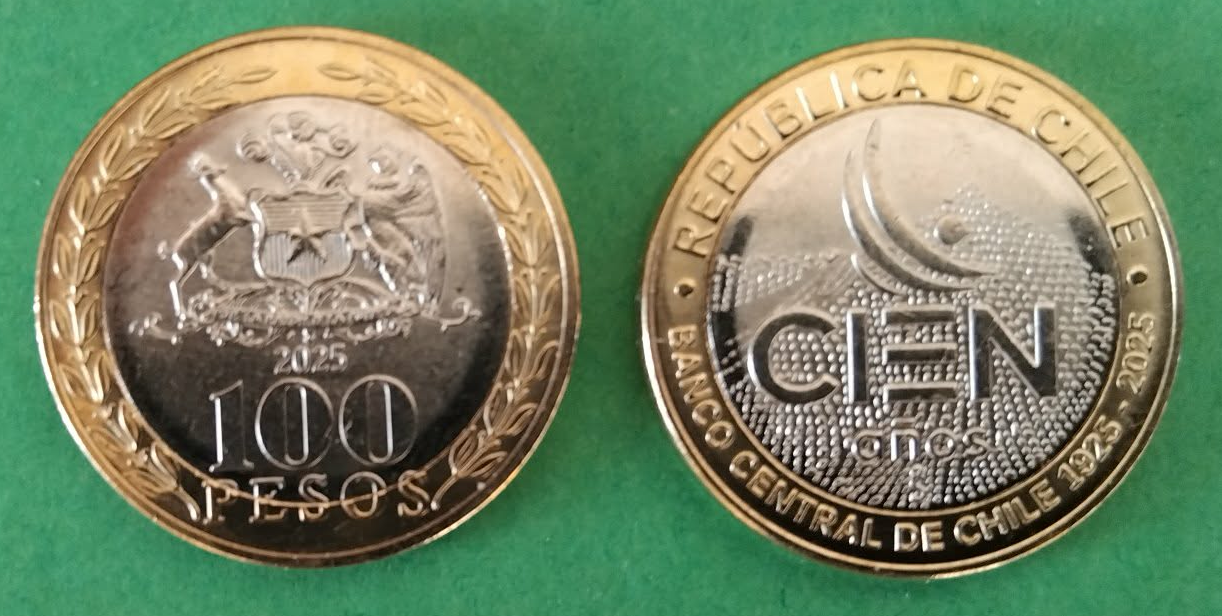 2025
100
PESOS
REPÚBLICA DE CHILE
CIEN
años
BANCO CENTRAL DE CHILE 1925 - 2025